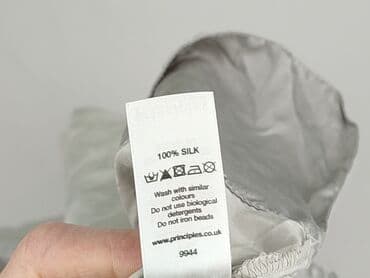 100% SILK
Wash with similar
colours
Do not use biological
detergents
Do not iron beads
www.principles.co.uk
9944